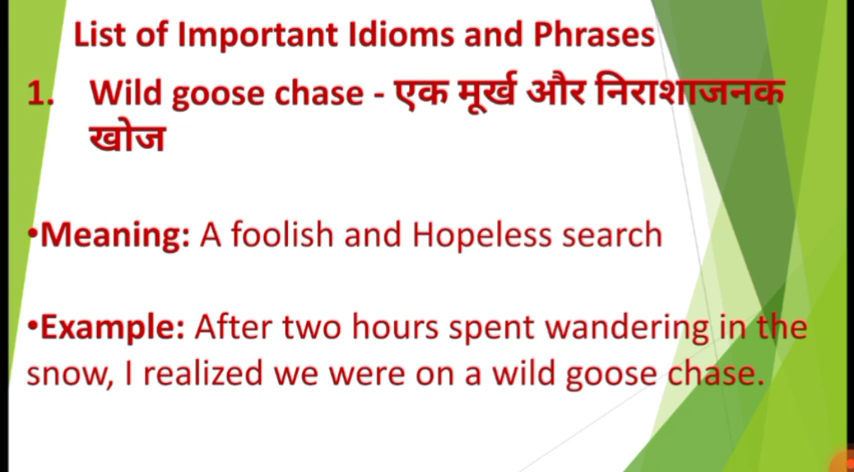 List of Important Idioms and Phrases
1. Wild goose chase - एक मूर्ख और निराशाजनक
खोज
•Meaning: A foolish and Hopeless search
•Example: After two hours spent wandering in the
snow, I realized we were on a wild goose chase.